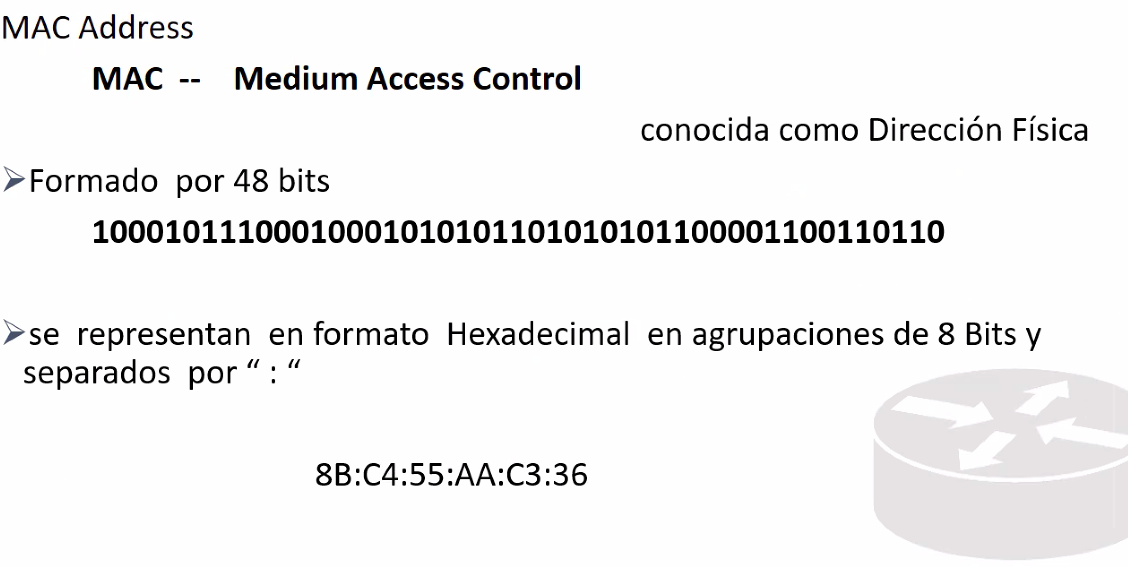 MAC Address
MAC -- Medium Access Control
conocida como Dirección Física
➢Formado por 48 bits
100010111100010001010101101010101100001100110110
➢se representan en formato Hexadecimal en agrupaciones de 8 Bits y
separados por “ : “
8B:C4:55:AA:C3:36